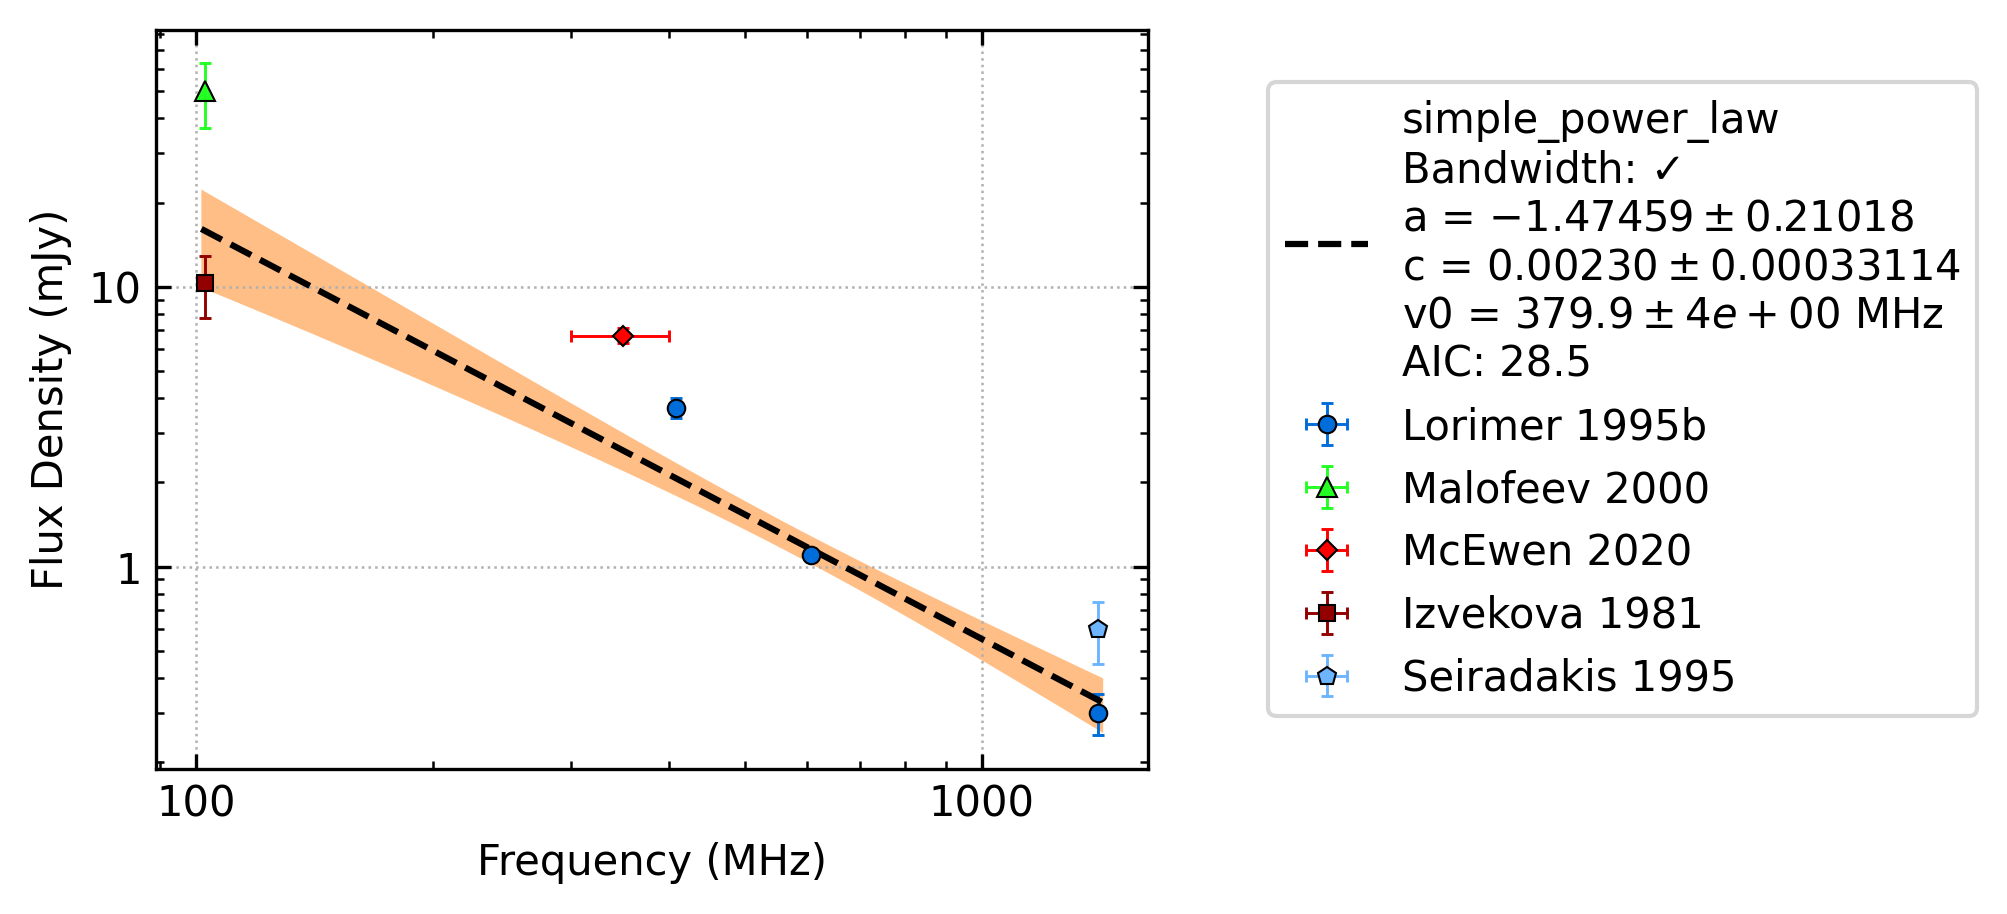 10
1
100
1000
Flux Density (mJy)
Frequency (MHz)
simple_power_law
Bandwidth: ✓
a = −1.47459 ± 0.21018
c = 0.00230 ± 0.00033114
v0 = 379.9 ± 4e + 00 MHz
AIC: 28.5
Lorimer 1995b
Malofeev 2000
McEwen 2020
Izvekova 1981
Seiradakis 1995